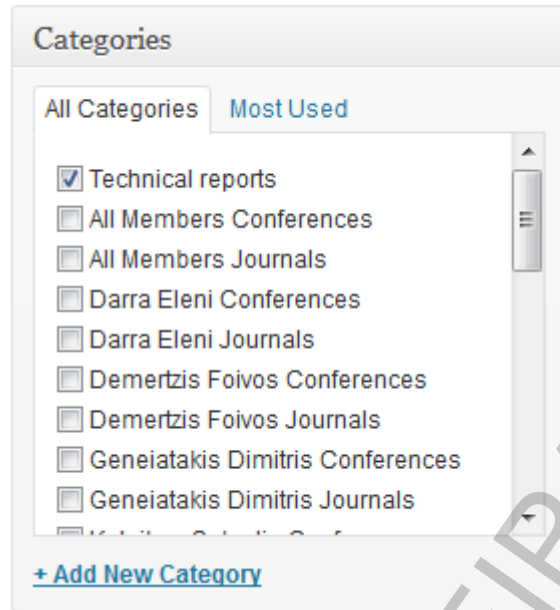 Categories
All Categories Most Used
Technical reports
All Members Conferences
All Members Journals
Darra Eleni Conferences
Darra Eleni Journals
Demertzis Foivos Conferences
Demertzis Foivos Journals
Geneiatakis Dimitris Conferences
Geneiatakis Dimitris Journals
+ Add New Category